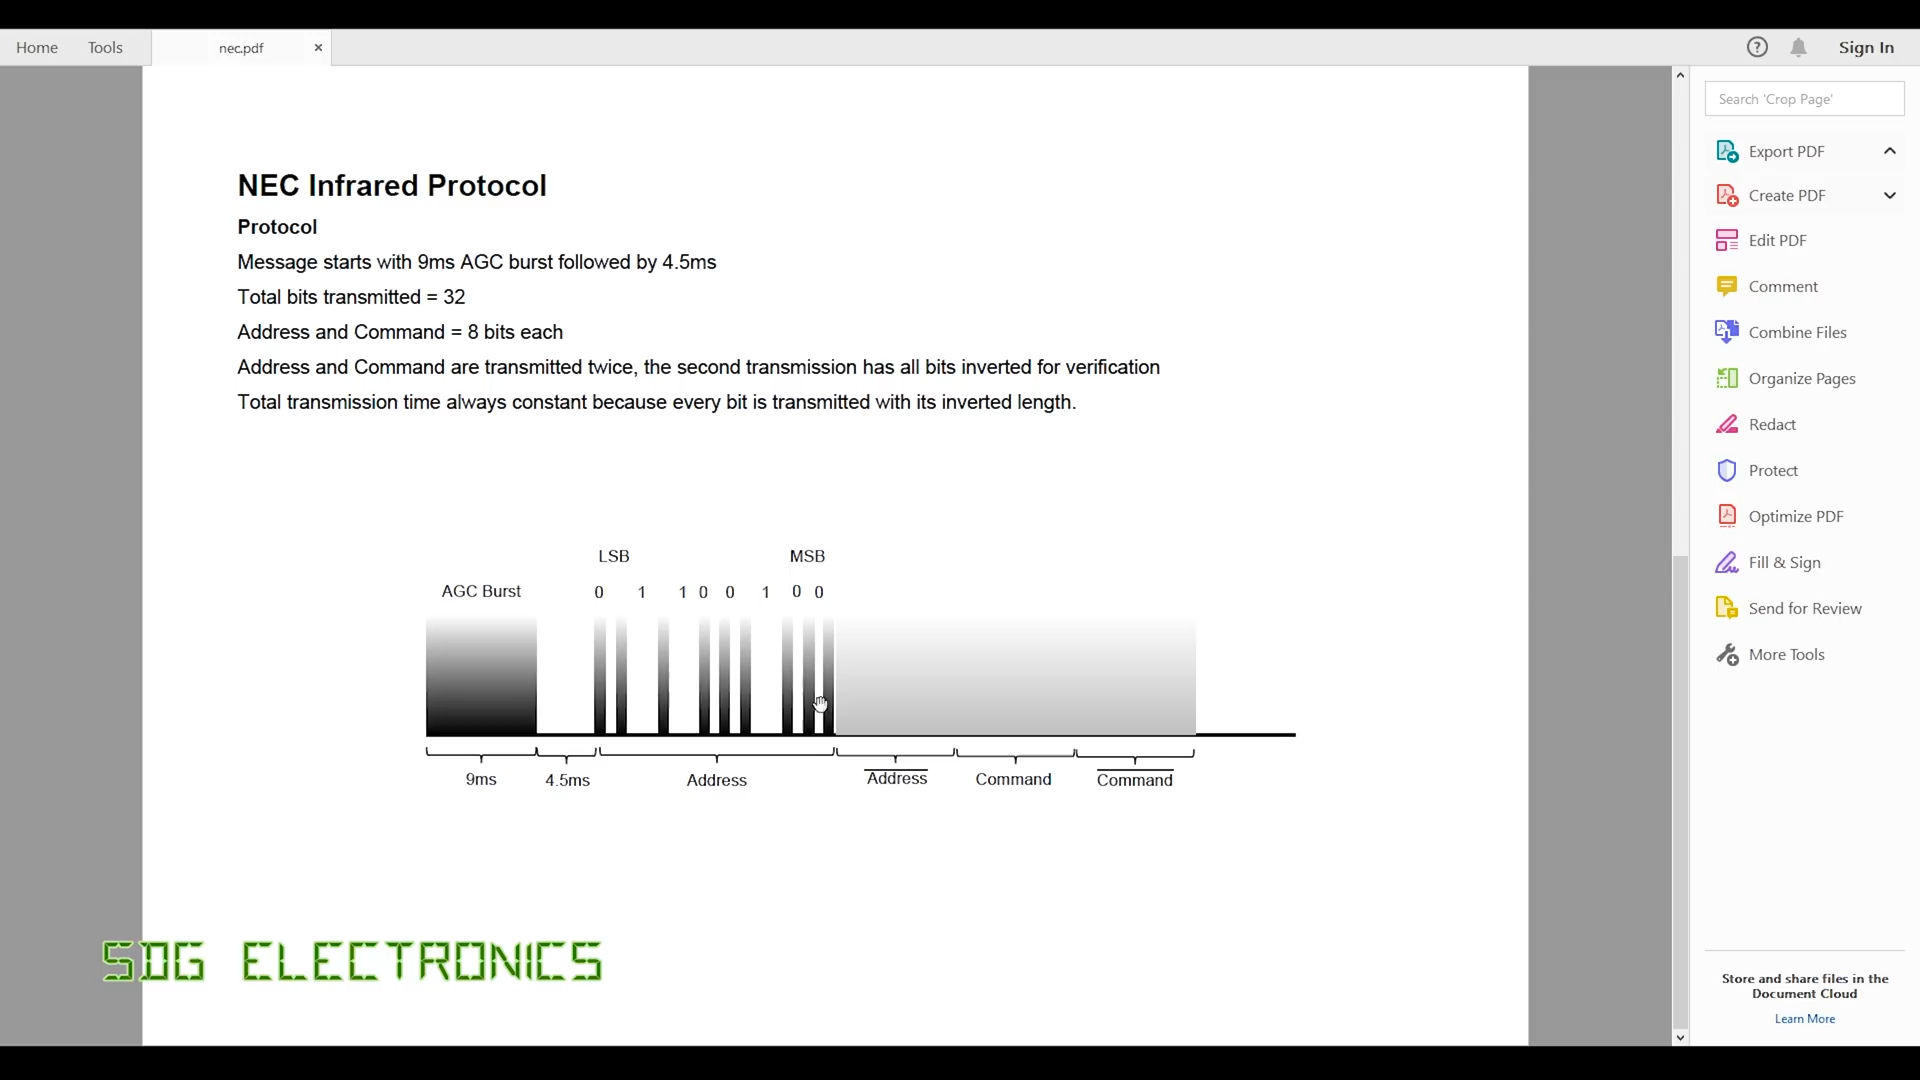 Home Tools nec.pdf × Sign In
Search 'Crop Page'
Export PDF
Create PDF
Edit PDF
Comment
Combine Files
Organize Pages
Redact
Protect
Optimize PDF
Fill & Sign
Send for Review
More Tools
Store and share files in the
Document Cloud
Learn More
NEC Infrared Protocol
Protocol
Message starts with 9ms AGC burst followed by 4.5ms
Total bits transmitted = 32
Address and Command = 8 bits each
Address and Command are transmitted twice, the second transmission has all bits inverted for verification
Total transmission time always constant because every bit is transmitted with its inverted length.
LSB MSB
AGC Burst 0 1 1 0 0 1 0 0
9ms 4.5ms Address Address Command Command
SDG ELECTRONICS